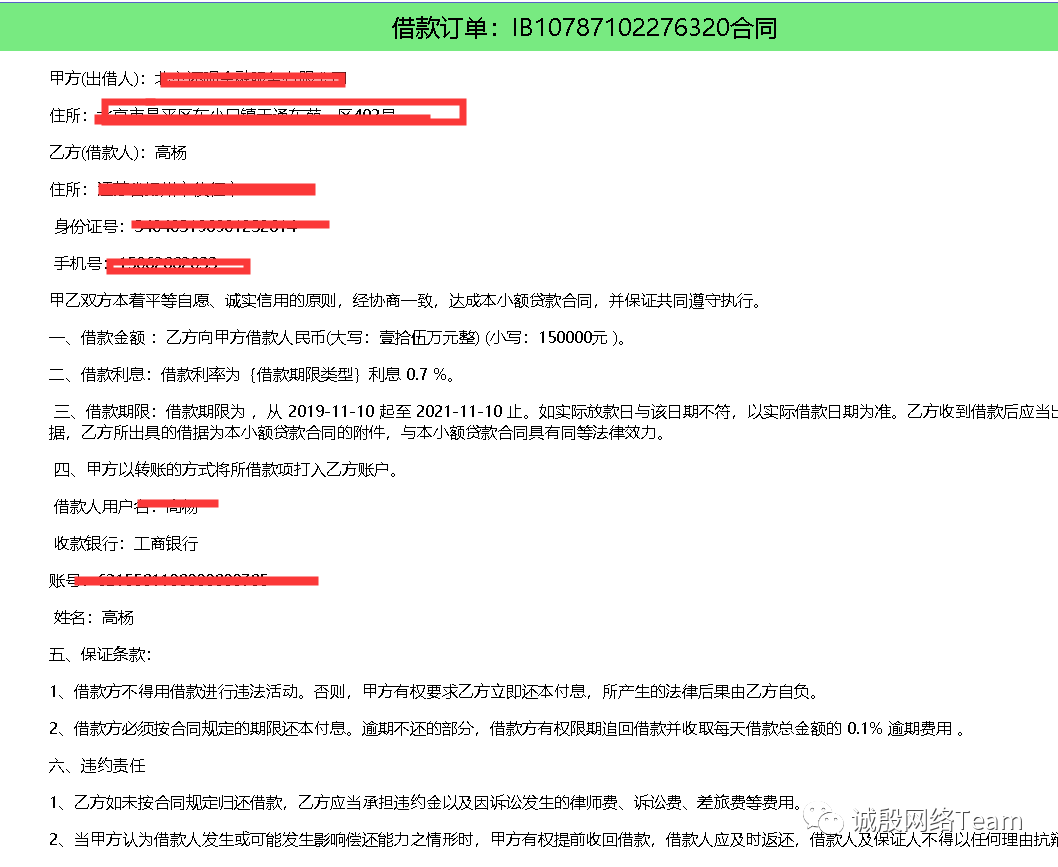 借款订单：IB10787102276320合同
甲方(出借人)：
住所：
乙方(借款人)：高杨
住所：
身份证号：
手机号：
甲乙双方本着平等自愿、诚实信用的原则，经协商一致，达成本小额贷款合同，并保证共同遵守执行。
一、借款金额 ：乙方向甲方借款人民币(大写：壹拾伍万元整) (小写：150000元 )。
二、借款利息：借款利率为｛借款期限类型｝利息 0.7 %。
三、借款期限：借款期限为 ，从 2019-11-10 起至 2021-11-10 止。如实际放款日与该日期不符，以实际借款日期为准。乙方收到借款后应当出
据，乙方所出具的借据为本小额贷款合同的附件，与本小额贷款合同具有同等法律效力。
四、甲方以转账的方式将所借款项打入乙方账户。
借款人用户名：高杨
收款银行：工商银行
账号：
姓名：高杨
五、保证条款：
1、借款方不得用借款进行违法活动。否则，甲方有权要求乙方立即还本付息，所产生的法律后果由乙方自负。
2、借款方必须按合同规定的期限还本付息。逾期不还的部分，借款方有权限期追回借款并收取每天借款总金额的 0.1% 逾期费用 。
六、违约责任
1、乙方如未按合同规定归还借款，乙方应当承担违约金以及因诉讼发生的律师费、诉讼费、差旅费等费用。
2、当甲方认为借款人发生或可能发生影响偿还能力之情形时，甲方有权提前收回借款，借款人应及时返还，借款人及保证人不得以任何理由抗辩
诚殷网络Team